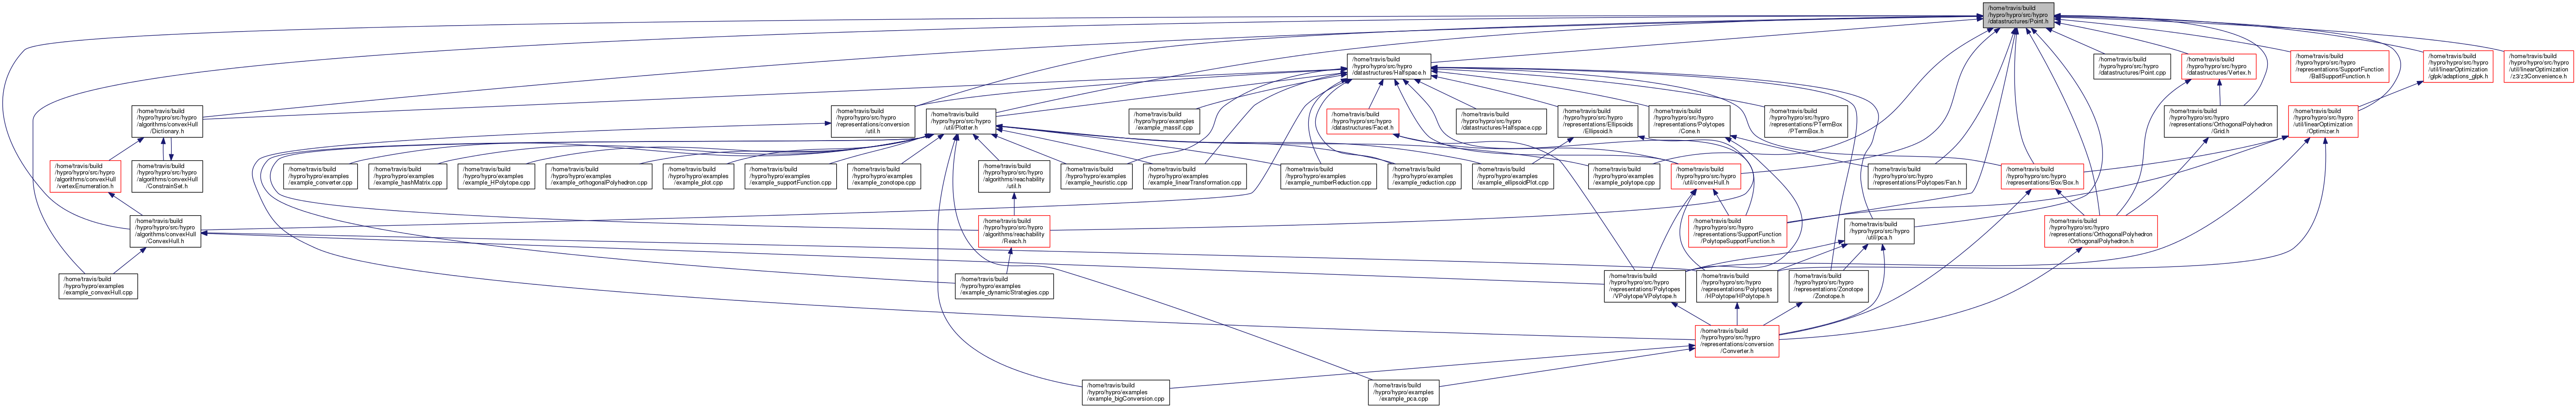 /home/travis/build
/hypro/hypro/src/hypro
/datastructures/Point.h
/home/travis/build
/hypro/hypro/src/hypro
/datastructures/Halfspace.h
/home/travis/build
/hypro/hypro/src/hypro
/datastructures/Point.cpp
/home/travis/build
/hypro/hypro/src/hypro
/datastructures/Vertex.h
/home/travis/build
/hypro/hypro/src/hypro
/representations/SupportFunction
/BallSupportFunction.h
/home/travis/build
/hypro/hypro/src/hypro
/util/linearOptimization
/glpk/adaptions_glpk.h
/home/travis/build
/hypro/hypro/src/hypro
/util/linearOptimization
/z3/z3Convenience.h
/home/travis/build
/hypro/hypro/src/hypro
/algorithms/convexHull
/Dictionary.h
/home/travis/build
/hypro/hypro/src/hypro
/representations/conversion
/util.h
/home/travis/build
/hypro/hypro/src/hypro
/util/Plotter.h
/home/travis/build
/hypro/hypro/examples
/example_massif.cpp
/home/travis/build
/hypro/hypro/src/hypro
/datastructures/Facet.h
/home/travis/build
/hypro/hypro/src/hypro
/datastructures/Halfspace.cpp
/home/travis/build
/hypro/hypro/src/hypro
/representations/Ellipsoids
/Ellipsoid.h
/home/travis/build
/hypro/hypro/src/hypro
/representations/Polytopes
/Cone.h
/home/travis/build
/hypro/hypro/src/hypro
/representations/PTermBox
/PTermBox.h
/home/travis/build
/hypro/hypro/src/hypro
/representations/OrthogonalPolyhedron
/Grid.h
/home/travis/build
/hypro/hypro/src/hypro
/util/linearOptimization
/Optimizer.h
/home/travis/build
/hypro/hypro/src/hypro
/algorithms/convexHull
/vertexEnumeration.h
/home/travis/build
/hypro/hypro/src/hypro
/algorithms/convexHull
/ConstrainSet.h
/home/travis/build
/hypro/hypro/examples
/example_converter.cpp
/home/travis/build
/hypro/hypro/examples
/example_hashMatrix.cpp
/home/travis/build
/hypro/hypro/examples
/example_HPolytope.cpp
/home/travis/build
/hypro/hypro/examples
/example_orthogonalPolyhedron.cpp
/home/travis/build
/hypro/hypro/examples
/example_plot.cpp
/home/travis/build
/hypro/hypro/examples
/example_supportFunction.cpp
/home/travis/build
/hypro/hypro/examples
/example_zonotope.cpp
/home/travis/build
/hypro/hypro/src/hypro
/algorithms/reachability
/util.h
/home/travis/build
/hypro/hypro/examples
/example_heuristic.cpp
/home/travis/build
/hypro/hypro/examples
/example_linearTransformation.cpp
/home/travis/build
/hypro/hypro/examples
/example_numberReduction.cpp
/home/travis/build
/hypro/hypro/examples
/example_reduction.cpp
/home/travis/build
/hypro/hypro/examples
/example_ellipsoidPlot.cpp
/home/travis/build
/hypro/hypro/examples
/example_polytope.cpp
/home/travis/build
/hypro/hypro/src/hypro
/util/convexHull.h
/home/travis/build
/hypro/hypro/src/hypro
/representations/Polytopes/Fan.h
/home/travis/build
/hypro/hypro/src/hypro
/representations/Box/Box.h
/home/travis/build
/hypro/hypro/src/hypro
/algorithms/convexHull
/ConvexHull.h
/home/travis/build
/hypro/hypro/src/hypro
/algorithms/reachability
/Reach.h
/home/travis/build
/hypro/hypro/src/hypro
/representations/SupportFunction
/PolytopeSupportFunction.h
/home/travis/build
/hypro/hypro/src/hypro
/util/pca.h
/home/travis/build
/hypro/hypro/src/hypro
/representations/OrthogonalPolyhedron
/OrthogonalPolyhedron.h
/home/travis/build
/hypro/hypro/examples
/example_convexHull.cpp
/home/travis/build
/hypro/hypro/examples
/example_dynamicStrategies.cpp
/home/travis/build
/hypro/hypro/src/hypro
/representations/Polytopes
/VPolytope/VPolytope.h
/home/travis/build
/hypro/hypro/src/hypro
/representations/Polytopes
/HPolytope/HPolytope.h
/home/travis/build
/hypro/hypro/src/hypro
/representations/Zonotope
/Zonotope.h
/home/travis/build
/hypro/hypro/src/hypro
/representations/conversion
/Converter.h
/home/travis/build
/hypro/hypro/examples
/example_bigConversion.cpp
/home/travis/build
/hypro/hypro/examples
/example_pca.cpp